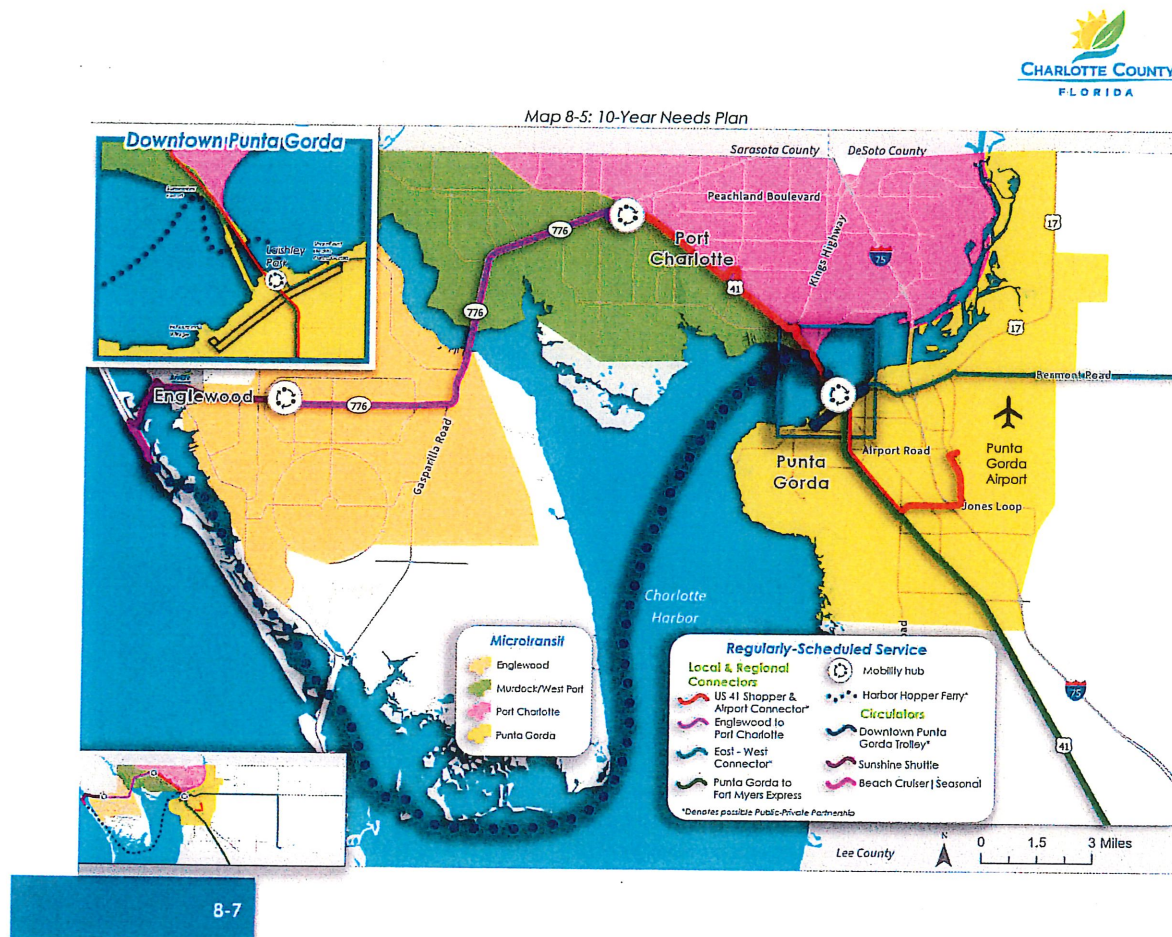 CHARLOTTE COUNTY
FLORIDA
Map 8-5: 10-Year Needs Plan
Downtown Punta Gorda
Laishley
Park
Sarasota County
DeSoto County
Peachland Boulevard
17
776
Port
Charlotte
Kings Highway
75
41
776
17
Englewood
776
Gasparilla Road
Bermont Road
Punta
Gorda
Airport Road
Punta
Gorda
Airport
Jones Loop
Charlotte
Harbor
Microtransit
Englewood
Murdock/West Port
Port Charlotte
Punta Gorda
Regularly-Scheduled Service
Local & Regional
Connectors
US 41 Shopper &
Airport Connector*
Englewood to
Port Charlotte
East - West
Connector*
Punta Gorda to
Fort Myers Express
Mobility hub
Harbor Hopper Ferry*
Circulators
Downtown Punta
Gorda Trolley*
Sunshine Shuttle
Beach Cruiser | Seasonal
*Denotes possible Public-Private Partnership
75
41
Lee County
N
0 1.5 3 Miles
8-7